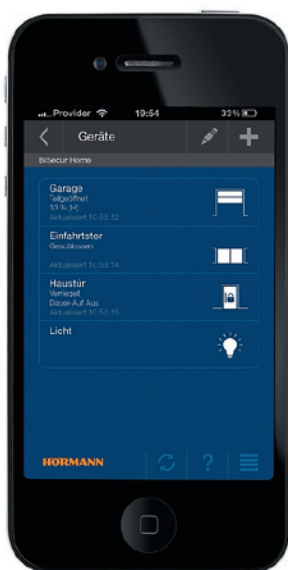 Provider 19:54 33%
Geräte
BiSecur Home
Garage
Teilgeöffnet
33 % (H)
Aktualisiert 10:53:12
Einfahrtstor
Geschlossen
Aktualisiert 10:53:14
Haustür
Verriegelt
Dauer Auf Aus
Aktualisiert 10:53:15
Licht
HÖRMANN
?